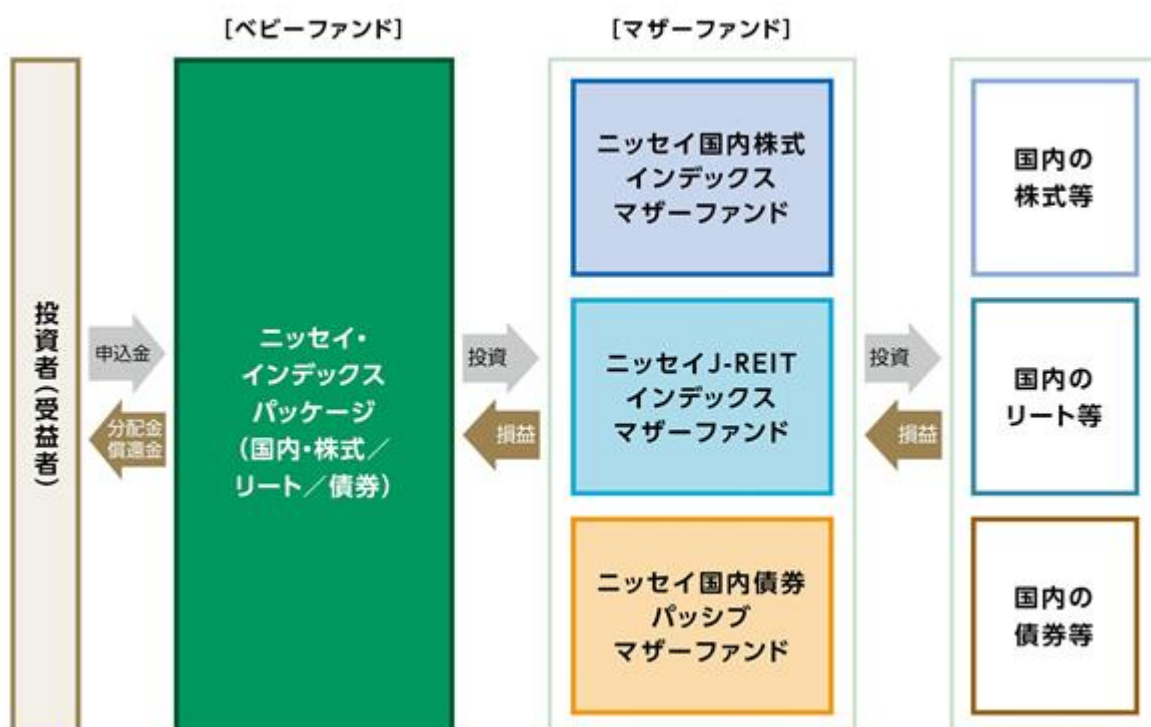 [ベビーファンド]
[マザーファンド]
投資者(受益者)
申込金
分配金
償還金
ニッセイ・
インデックス
パッケージ
(国内・株式／
リート／債券)
投資
損益
ニッセイ国内株式
インデックス
マザーファンド
ニッセイJ-REIT
インデックス
マザーファンド
ニッセイ国内債券
パッシブ
マザーファンド
投資
損益
国内の
株式等
国内の
リート等
国内の
債券等